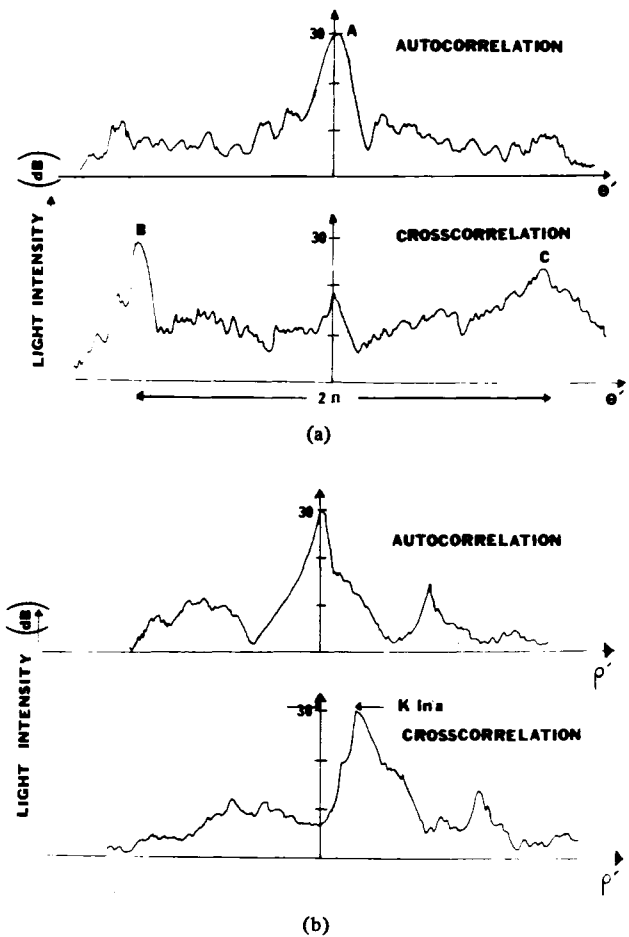 30
A
AUTOCORRELATION
θ'
LIGHT INTENSITY (dB)
B
30
CROSSCORRELATION
C
2 π
θ'
(a)
30
AUTOCORRELATION
ρ'
LIGHT INTENSITY (dB)
30
K ln a
CROSSCORRELATION
ρ'
(b)